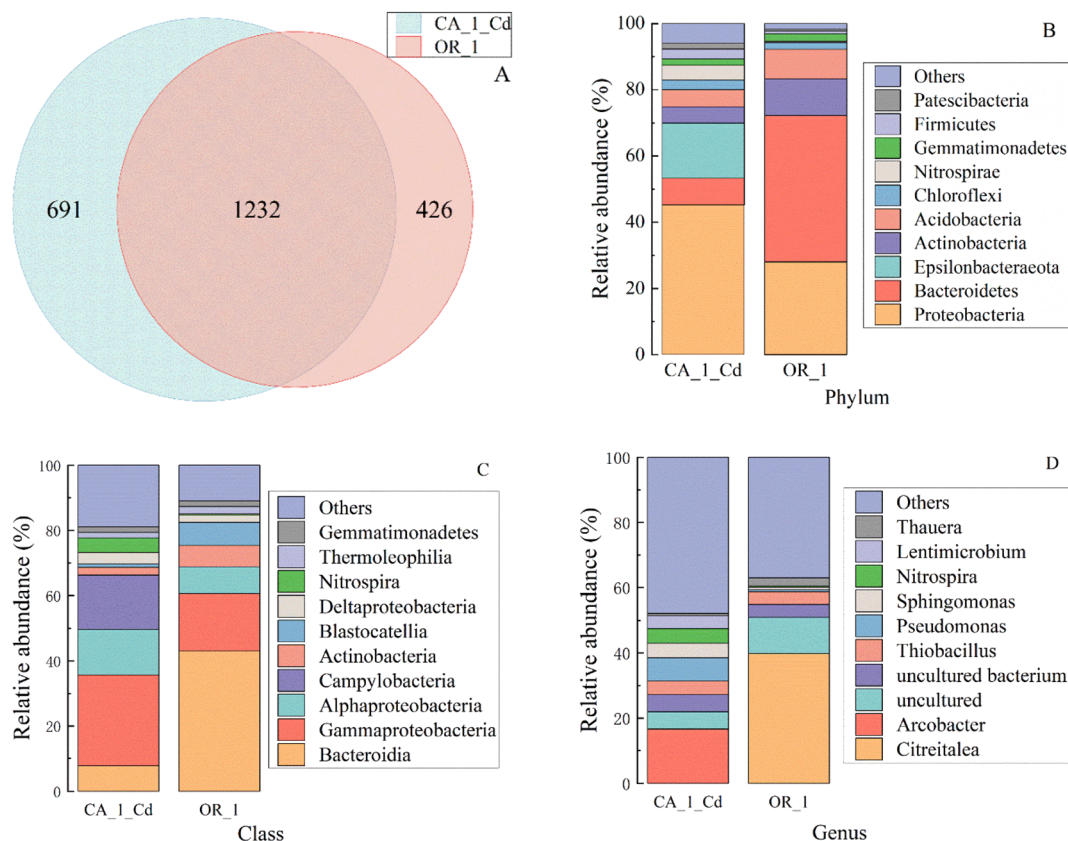 CA_1_Cd
OR_1
A
691
1232
426
B
Relative abundance (%)
100
80
60
40
20
0
CA_1_Cd
OR_1
Phylum
Others
Patescibacteria
Firmicutes
Gemmatimonadetes
Nitrospirae
Chloroflexi
Acidobacteria
Actinobacteria
Epsilonbacteraeota
Bacteroidetes
Proteobacteria
C
Relative abundance (%)
100
80
60
40
20
0
CA_1_Cd
OR_1
Class
Others
Gemmatimonadetes
Thermoleophilia
Nitrospira
Deltaproteobacteria
Blastocatellia
Actinobacteria
Campylobacteria
Alphaproteobacteria
Gammaproteobacteria
Bacteroidia
D
Relative abundance (%)
100
80
60
40
20
0
CA_1_Cd
OR_1
Genus
Others
Thauera
Lentimicrobium
Nitrospira
Sphingomonas
Pseudomonas
Thiobacillus
uncultured bacterium
uncultured
Arcobacter
Citreitalea